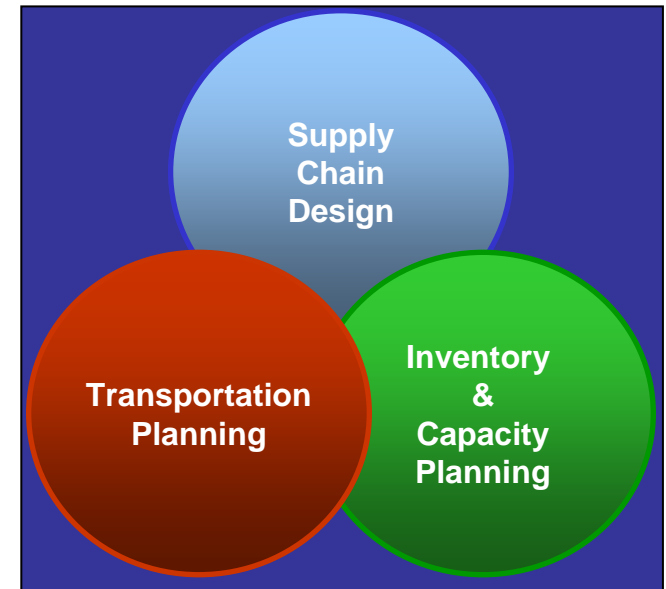 Supply
Chain
Design
Transportation
Planning
Inventory
&
Capacity
Planning